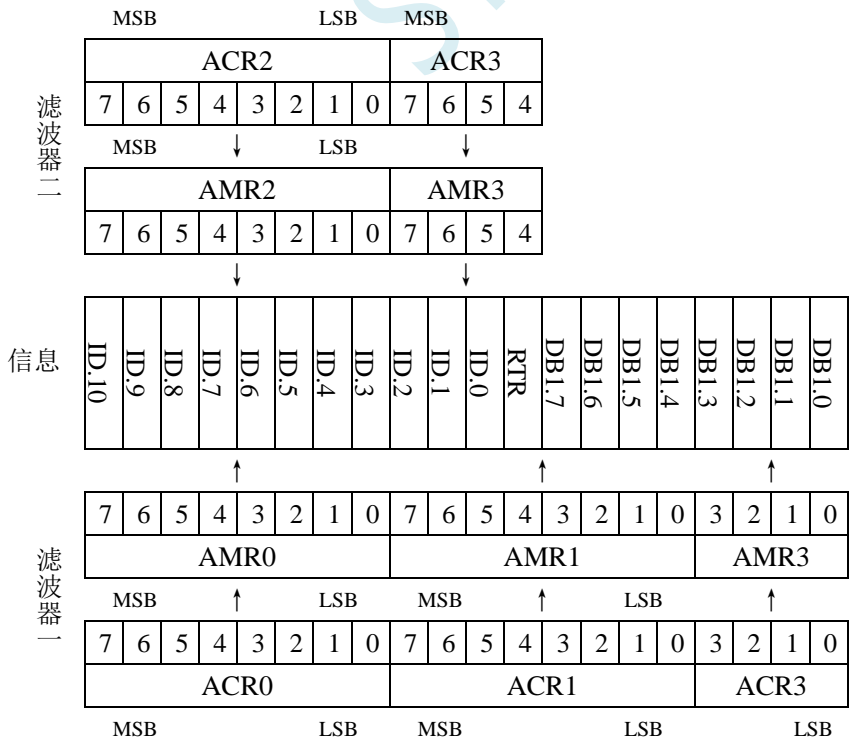 MSB LSB MSB
ACR2 ACR3
7 6 5 4 3 2 1 0 7 6 5 4
滤波器二
MSB LSB
AMR2 AMR3
7 6 5 4 3 2 1 0 7 6 5 4
信息
ID.10 ID.9 ID.8 ID.7 ID.6 ID.5 ID.4 ID.3 ID.2 ID.1 ID.0 RTR DB1.7 DB1.6 DB1.5 DB1.4 DB1.3 DB1.2 DB1.1 DB1.0
7 6 5 4 3 2 1 0 7 6 5 4 3 2 1 0 3 2 1 0
AMR0 AMR1 AMR3
滤波器一
MSB LSB MSB LSB
7 6 5 4 3 2 1 0 7 6 5 4 3 2 1 0 3 2 1 0
ACR0 ACR1 ACR3
MSB LSB MSB LSB LSB